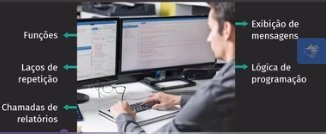 Funções
Laços de
repetição
Chamadas de
relatórios
Exibição de
mensagens
Lógica de
programação